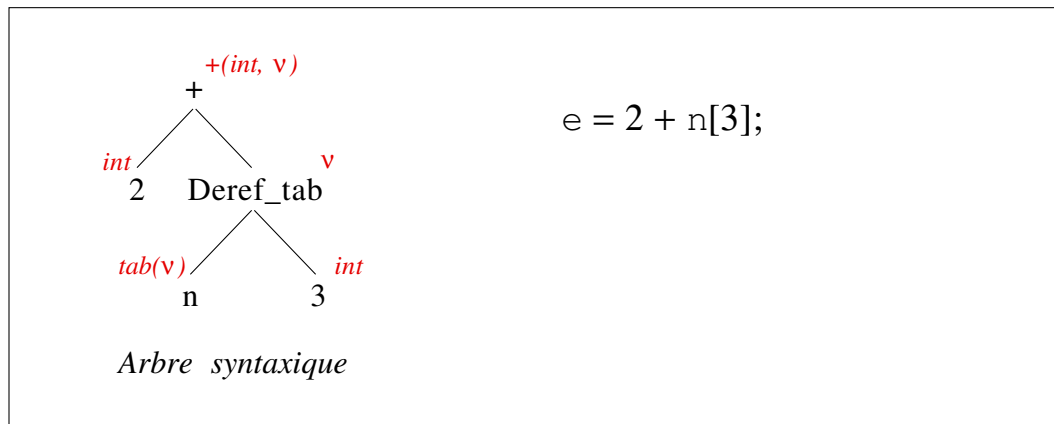 +(int, ν)
+
e = 2 + n[3];
int
ν
2
Deref_tab
tab(ν)
int
n
3
Arbre syntaxique